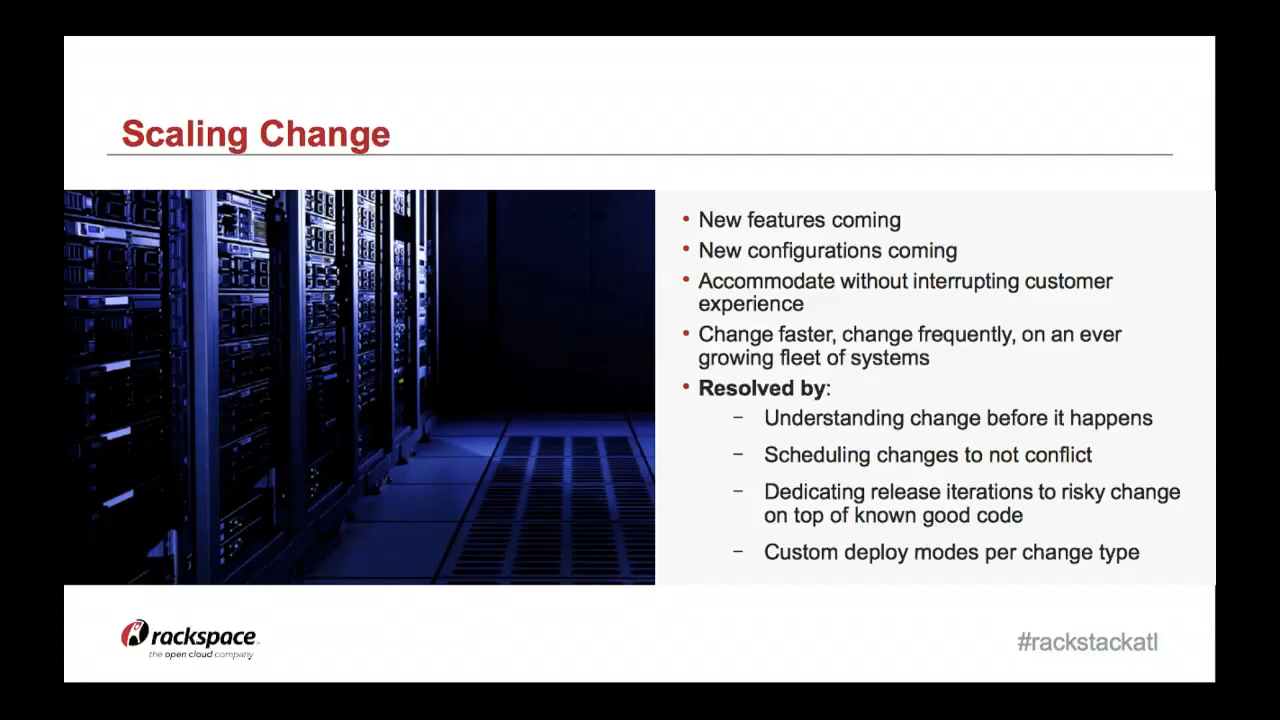 Scaling Change
• New features coming
• New configurations coming
• Accommodate without interrupting customer
experience
• Change faster, change frequently, on an ever
growing fleet of systems
• Resolved by:
– Understanding change before it happens
– Scheduling changes to not conflict
– Dedicating release iterations to risky change
on top of known good code
– Custom deploy modes per change type
rackspace
the open cloud company
#rackstackatl